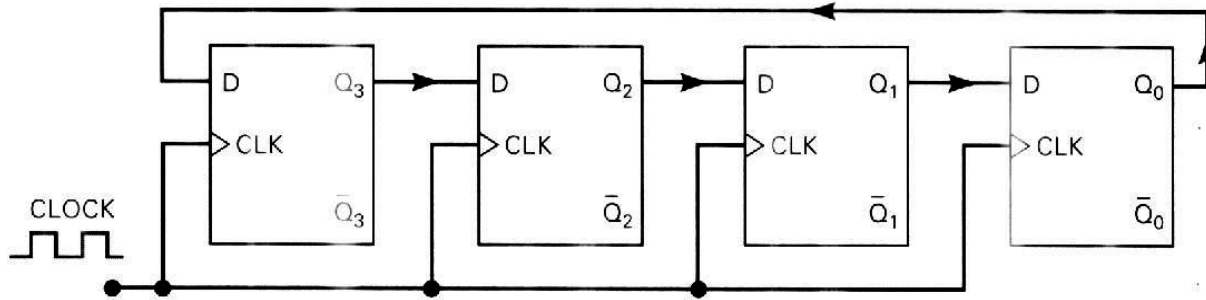 D Q₃ D Q₂ D Q₁ D Q₀
CLK CLK CLK CLK
Q̅₃ Q̅₂ Q̅₁ Q̅₀
CLOCK